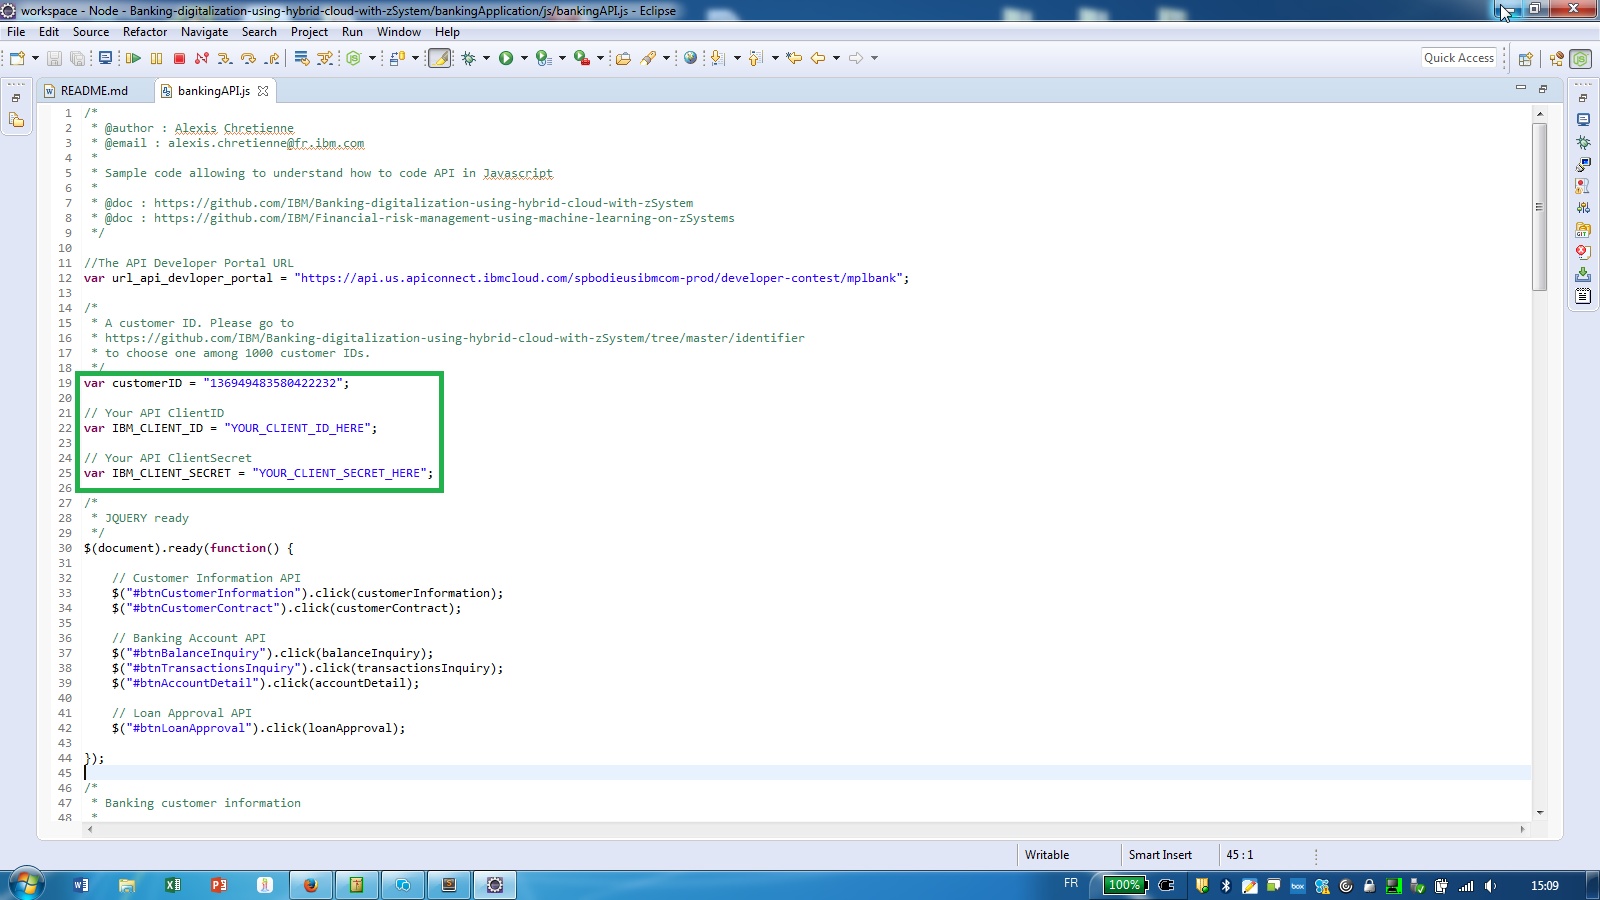 workspace - Node - Banking-digitalization-using-hybrid-cloud-with-zSystem/bankingApplication/js/bankingAPI.js - Eclipse
File Edit Source Refactor Navigate Search Project Run Window Help
Quick Access
README.md bankingAPI.js
1 /*
2 * @author : Alexis Chretienne
3 * @email : alexis.chretienne@fr.ibm.com
4 *
5 * Sample code allowing to understand how to code API in Javascript
6 *
7 * @doc : https://github.com/IBM/Banking-digitalization-using-hybrid-cloud-with-zSystem
8 * @doc : https://github.com/IBM/Financial-risk-management-using-machine-learning-on-zSystems
9 */
10
11 //The API Developer Portal URL
12 var url_api_devloper_portal = "https://api.us.apiconnect.ibmcloud.com/spbodieusibmcom-prod/developer-contest/mplbank";
13
14 /*
15 * A customer ID. Please go to
16 * https://github.com/IBM/Banking-digitalization-using-hybrid-cloud-with-zSystem/tree/master/identifier
17 * to choose one among 1000 customer IDs.
18 */
19 var customerID = "136949483580422232";
20
21 // Your API ClientID
22 var IBM_CLIENT_ID = "YOUR_CLIENT_ID_HERE";
23
24 // Your API ClientSecret
25 var IBM_CLIENT_SECRET = "YOUR_CLIENT_SECRET_HERE";
26
27 /*
28 * JQUERY ready
29 */
30 $(document).ready(function() {
31
32 // Customer Information API
33 $("#btnCustomerInformation").click(customerInformation);
34 $("#btnCustomerContract").click(customerContract);
35
36 // Banking Account API
37 $("#btnBalanceInquiry").click(balanceInquiry);
38 $("#btnTransactionsInquiry").click(transactionsInquiry);
39 $("#btnAccountDetail").click(accountDetail);
40
41 // Loan Approval API
42 $("#btnLoanApproval").click(loanApproval);
43
44 });
45
46 /*
47 * Banking customer information
48 *
Writable Smart Insert 45 : 1
FR 100% 15:09